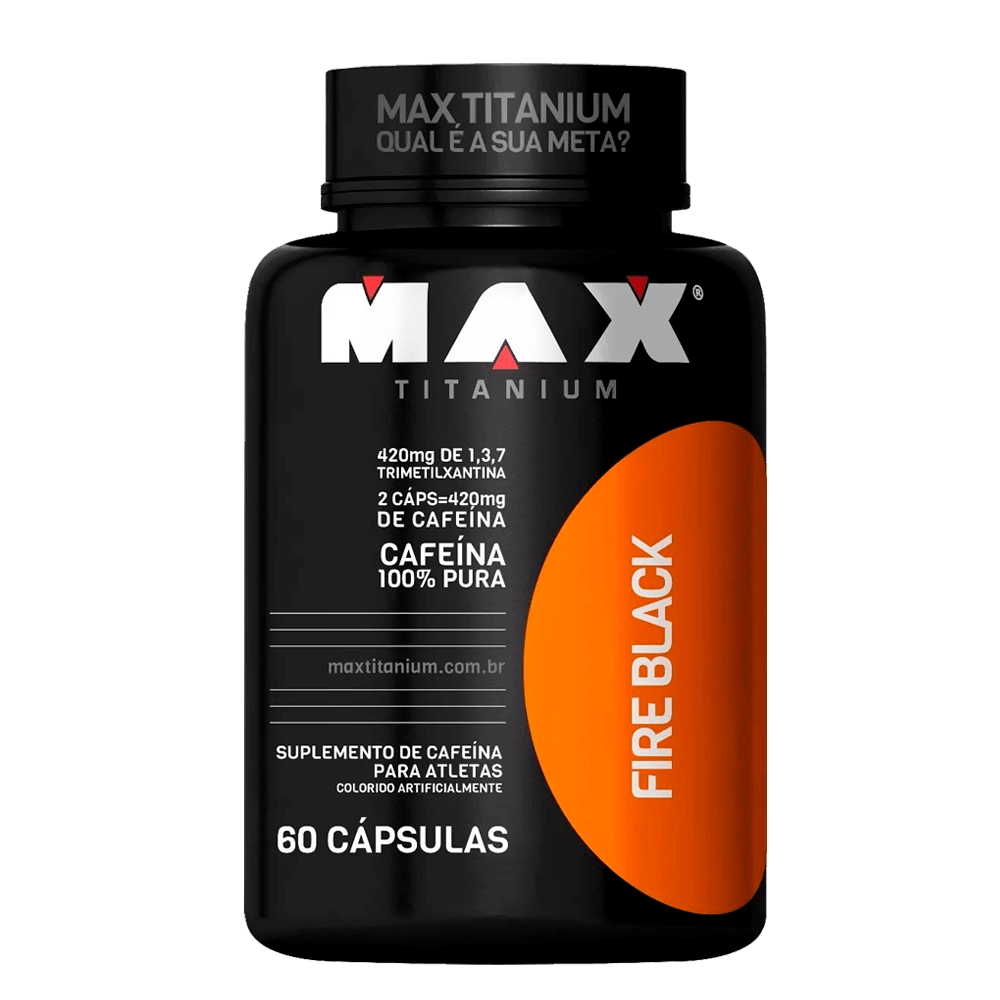 MAX TITANIUM
QUAL É A SUA META?
MAX®
TITANIUM
420mg DE 1,3,7
TRIMETILXANTINA
2 CÁPS=420mg
DE CAFEÍNA
CAFEÍNA
100% PURA
maxtitanium.com.br
SUPLEMENTO DE CAFEÍNA
PARA ATLETAS
COLORIDO ARTIFICIALMENTE
60 CÁPSULAS
FIRE BLACK